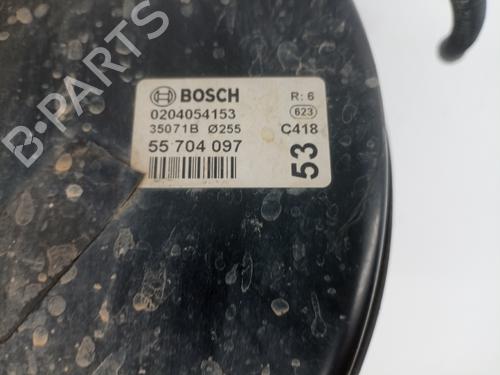 BOSCH R: 6
0204054153 623
35071B Ø255 C418
55 704 097 53
B-PARTS